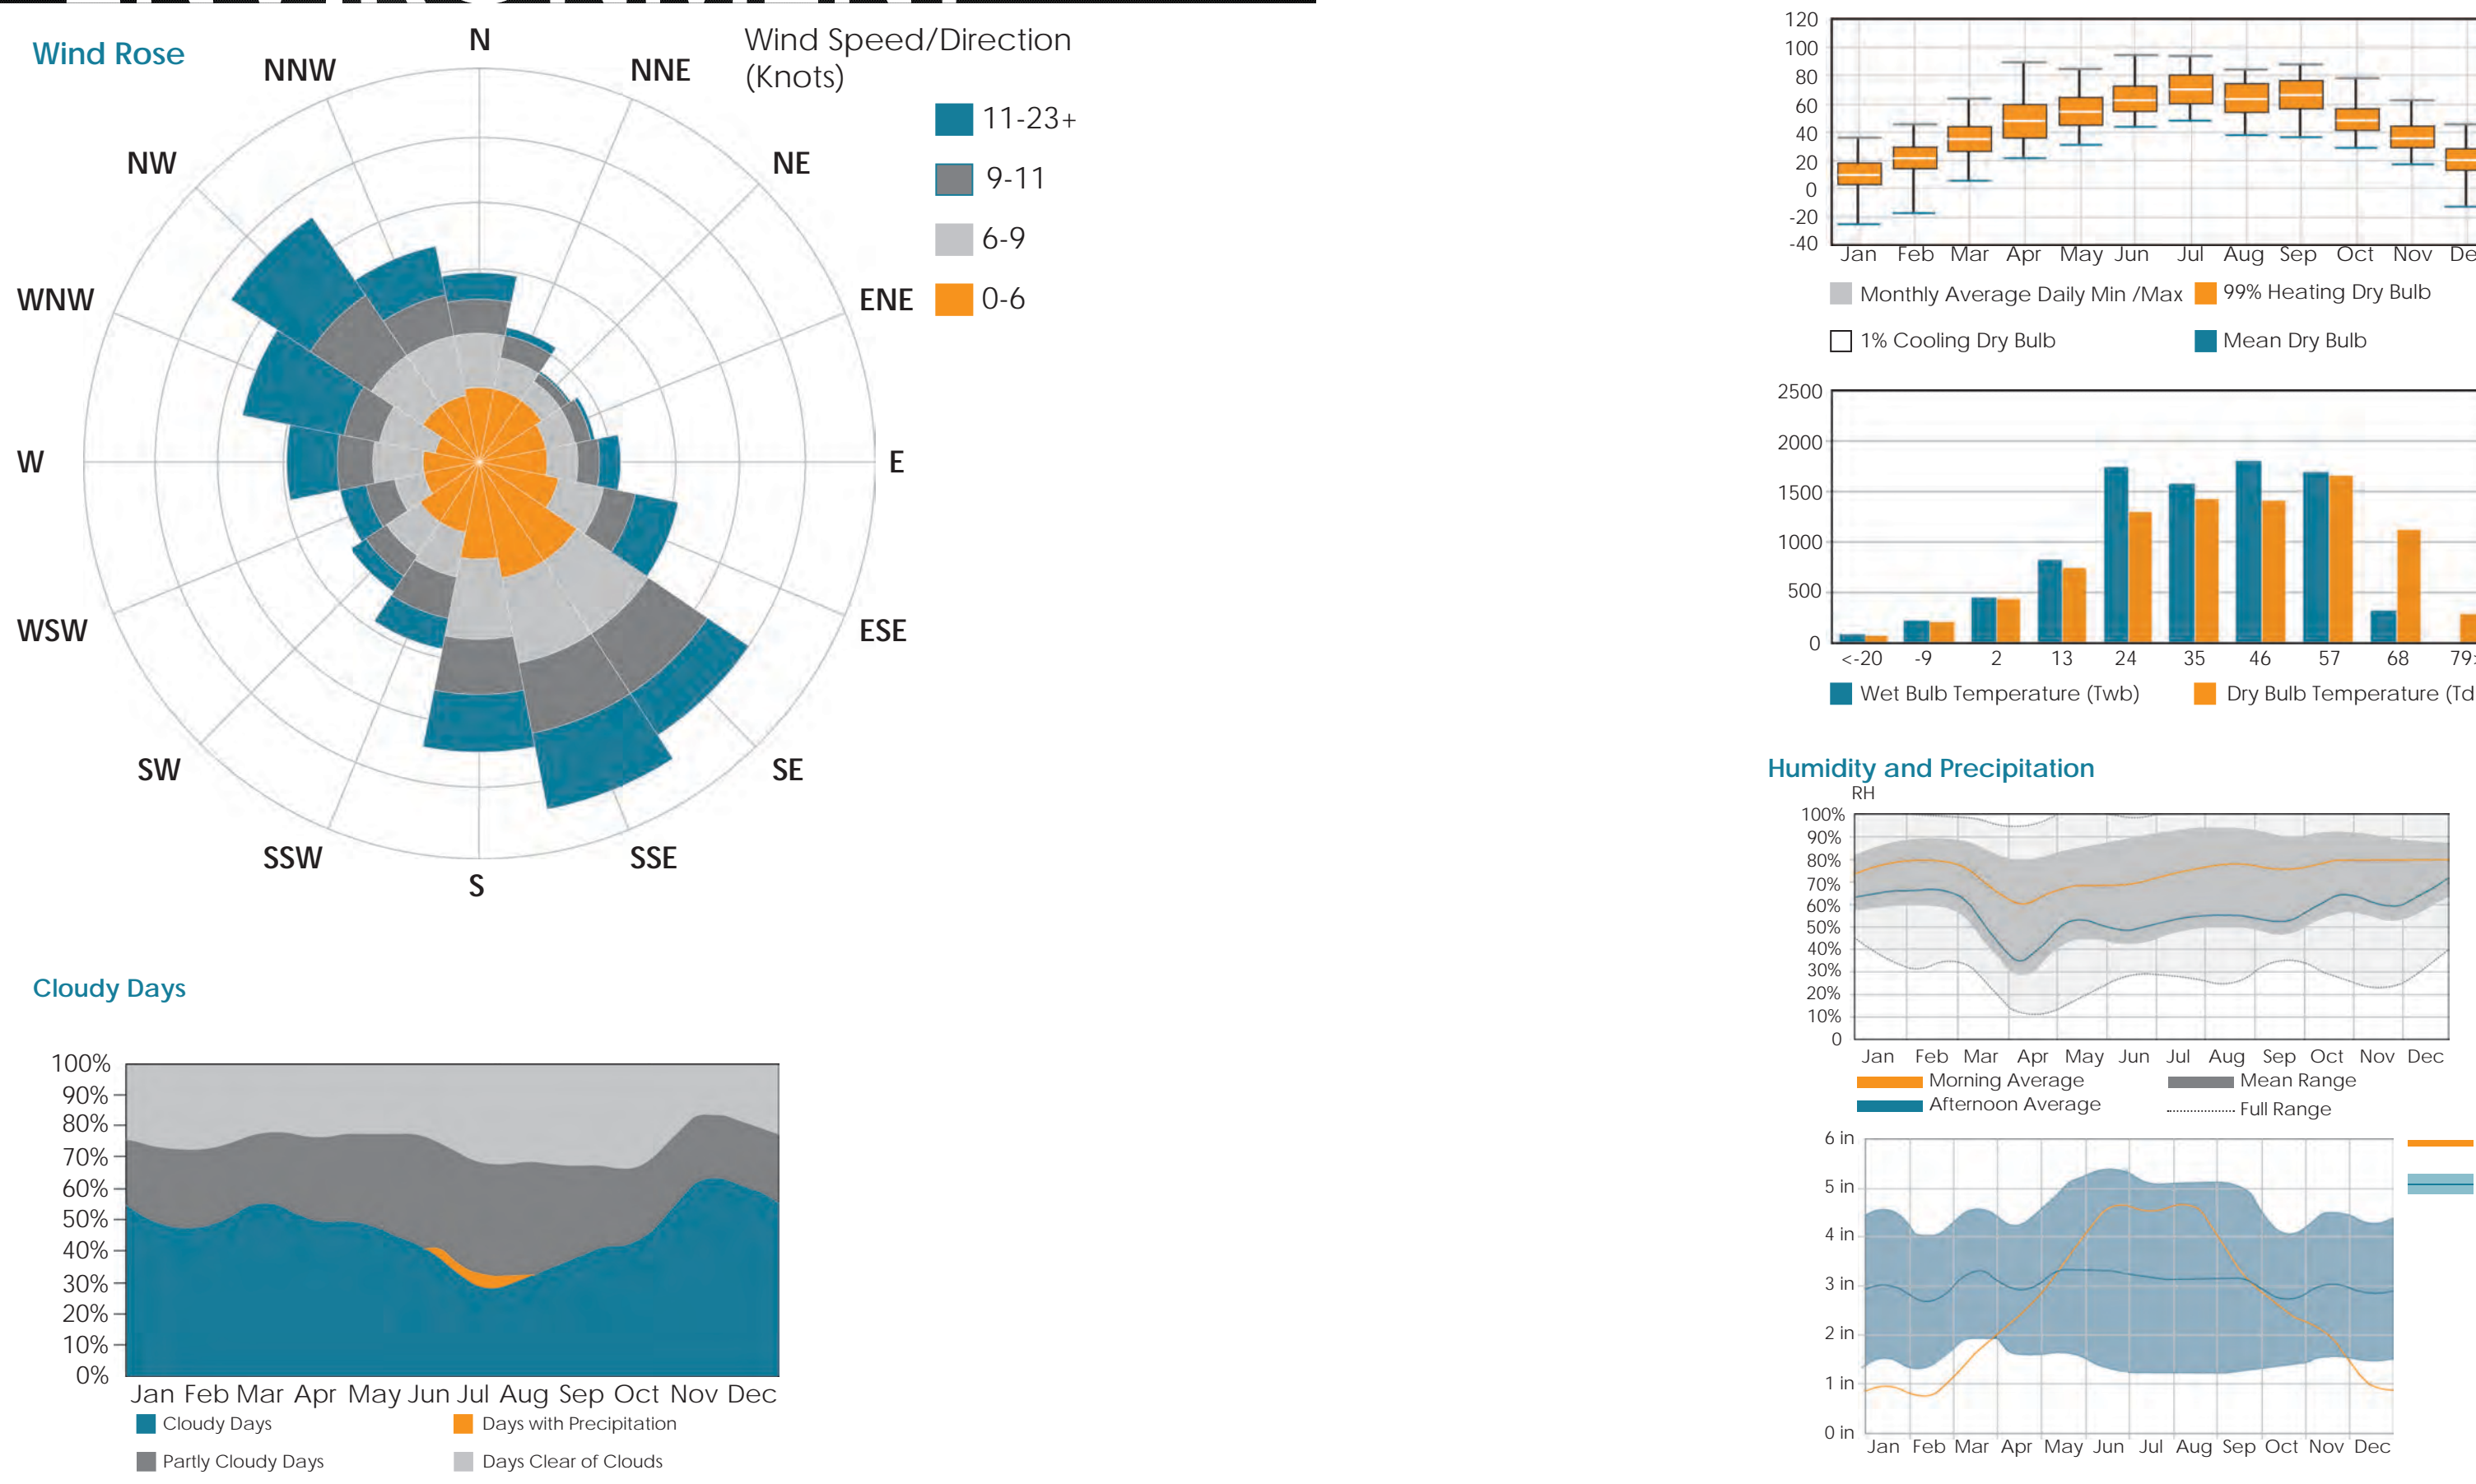 Wind Rose
N
NNW
NNE
NW
NE
WNW
ENE
W
E
WSW
ESE
SW
SE
SSW
SSE
S
Wind Speed/Direction
(Knots)
11-23+
9-11
6-9
0-6
Cloudy Days
100%
90%
80%
70%
60%
50%
40%
30%
20%
10%
0%
Jan Feb Mar Apr May Jun Jul Aug Sep Oct Nov Dec
Cloudy Days
Days with Precipitation
Partly Cloudy Days
Days Clear of Clouds
120
100
80
60
40
20
0
-20
-40
Jan Feb Mar Apr May Jun Jul Aug Sep Oct Nov De
Monthly Average Daily Min /Max
99% Heating Dry Bulb
1% Cooling Dry Bulb
Mean Dry Bulb
2500
2000
1500
1000
500
0
<-20 -9 2 13 24 35 46 57 68 79>
Wet Bulb Temperature (Twb)
Dry Bulb Temperature (Td
Humidity and Precipitation
RH
100%
90%
80%
70%
60%
50%
40%
30%
20%
10%
0
Jan Feb Mar Apr May Jun Jul Aug Sep Oct Nov Dec
Morning Average
Mean Range
Afternoon Average
Full Range
6 in
5 in
4 in
3 in
2 in
1 in
0 in
Jan Feb Mar Apr May Jun Jul Aug Sep Oct Nov Dec